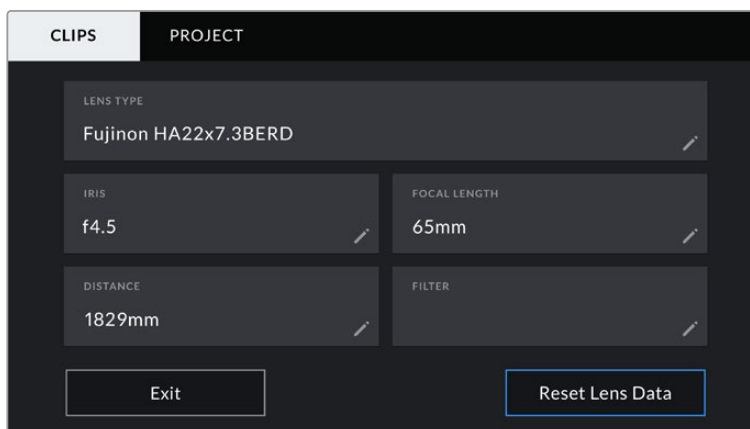 CLIPS PROJECT
LENS TYPE
Fujinon HA22x7.3BERD
IRIS
f4.5
FOCAL LENGTH
65mm
DISTANCE
1829mm
FILTER
Exit
Reset Lens Data